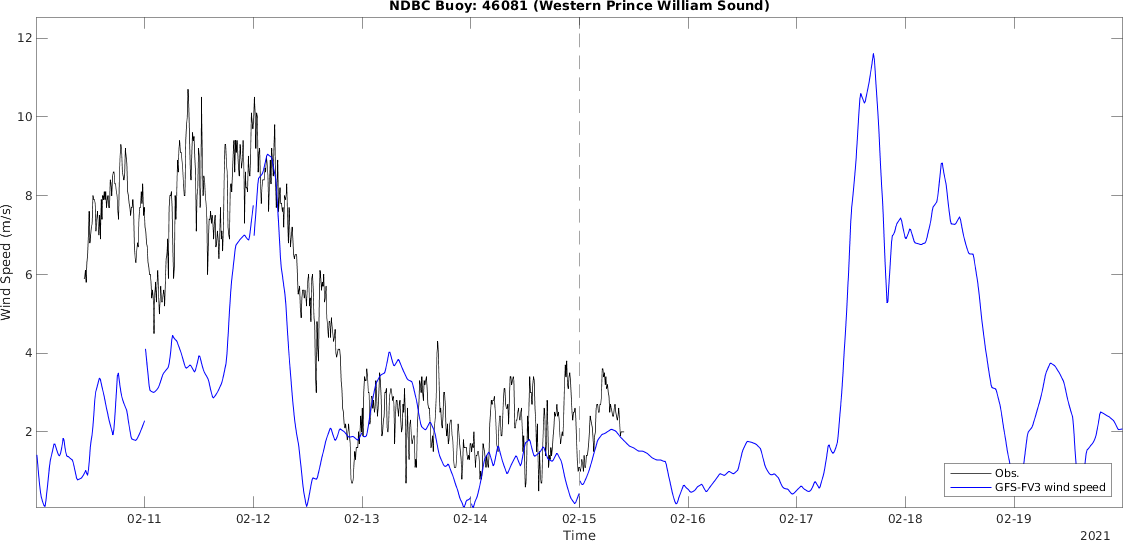 NDBC Buoy: 46081 (Western Prince William Sound)
Wind Speed (m/s)
12
10
8
6
4
2
02-11 02-12 02-13 02-14 02-15 02-16 02-17 02-18 02-19
Time
2021
Obs.
GFS-FV3 wind speed